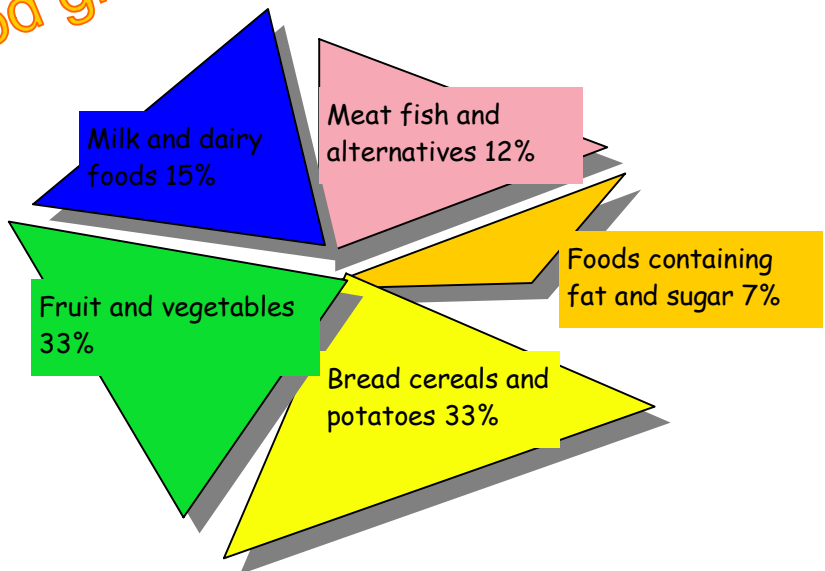 Milk and dairy
foods 15%
Meat fish and
alternatives 12%
Foods containing
fat and sugar 7%
Fruit and vegetables
33%
Bread cereals and
potatoes 33%